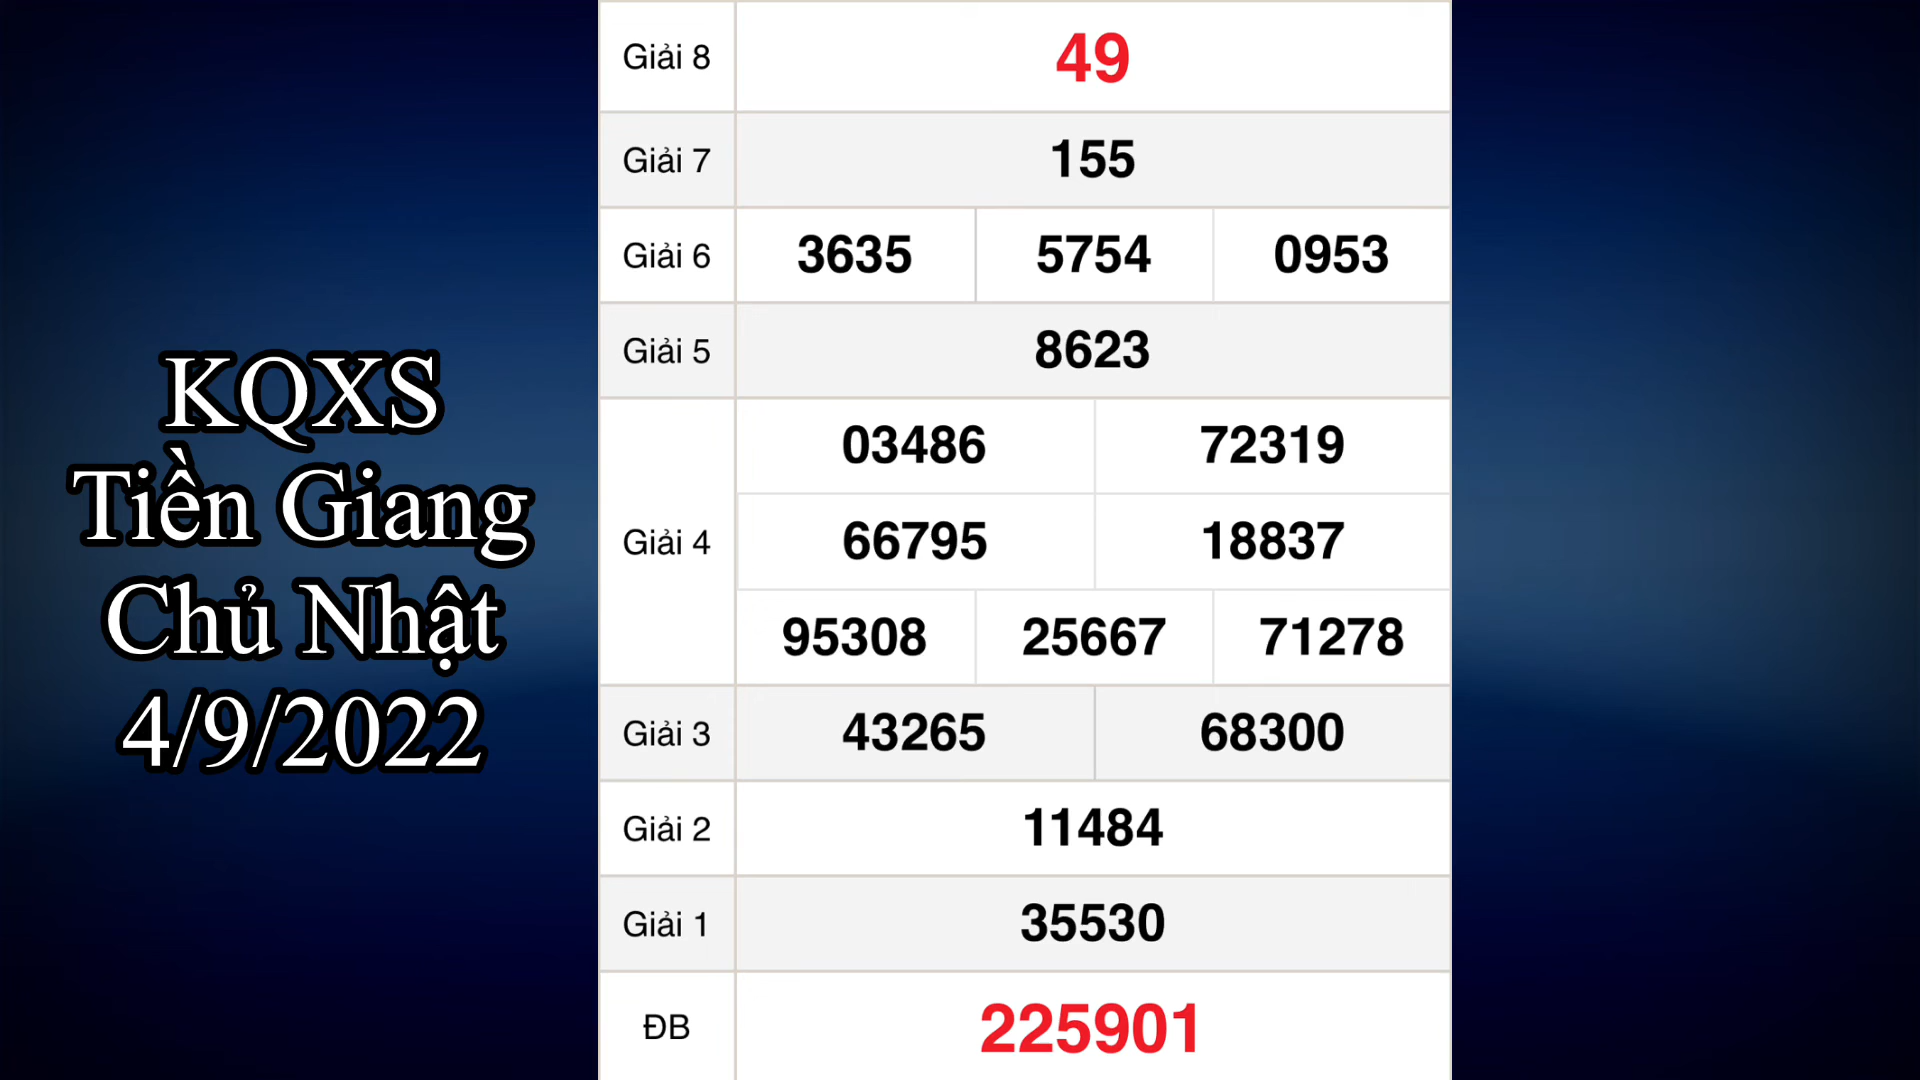 KQXS
Tiền Giang
Chủ Nhật
4/9/2022
Giải 8 49
Giải 7 155
Giải 6 3635 5754 0953
Giải 5 8623
Giải 4
03486 72319
66795 18837
95308 25667 71278
Giải 3 43265 68300
Giải 2 11484
Giải 1 35530
ĐB 225901